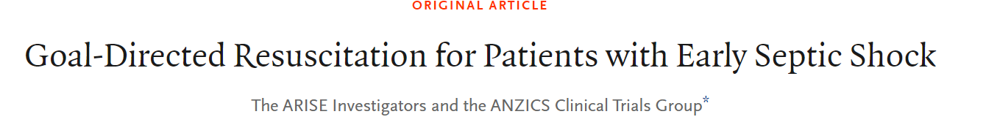 ORIGINAL ARTICLE
Goal-Directed Resuscitation for Patients with Early Septic Shock
The ARISE Investigators and the ANZICS Clinical Trials Group*